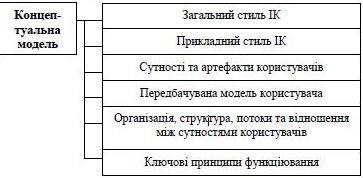 Концеп-
туальна
модель
Загальний стиль ІК
Прикладний стиль ІК
Сутності та артефакти користувачів
Передбачувана модель користувача
Організація, структура, потоки та відношення
між сутностями користувачів
Ключові принципи функціювання